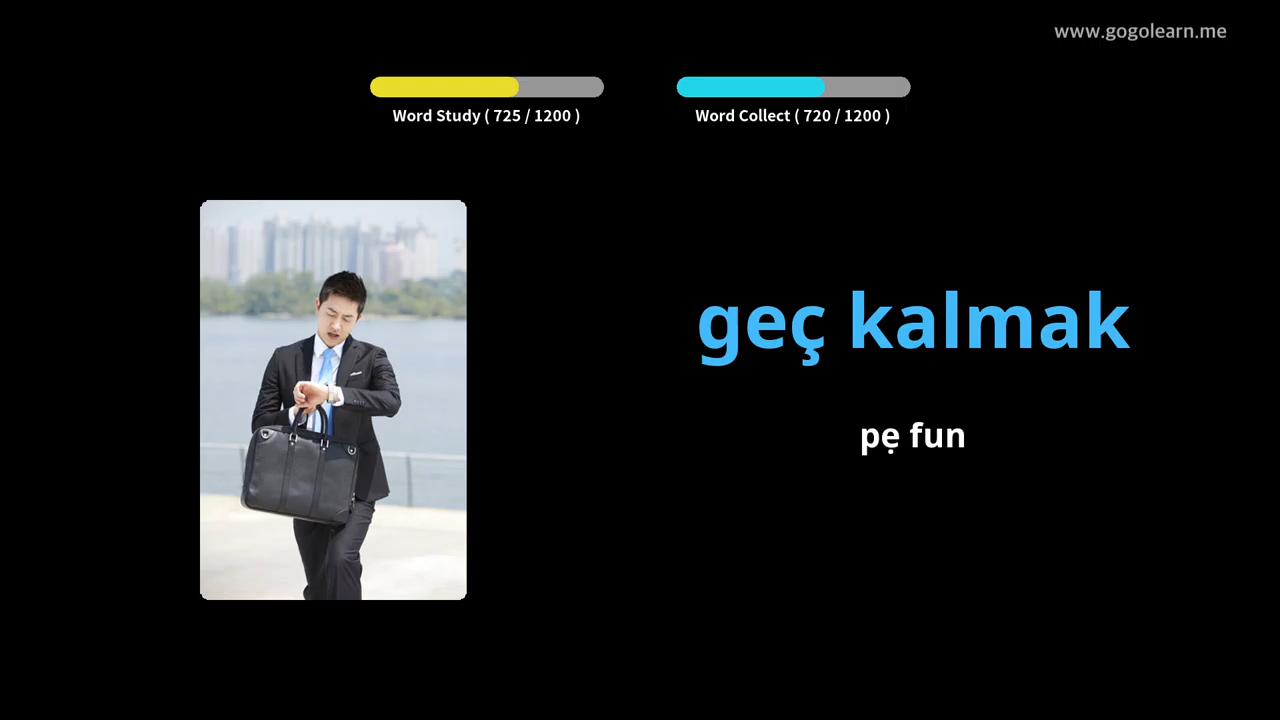 www.gogolearn.me
Word Study ( 725 / 1200 )
Word Collect ( 720 / 1200 )
geç kalmak
pẹ fun